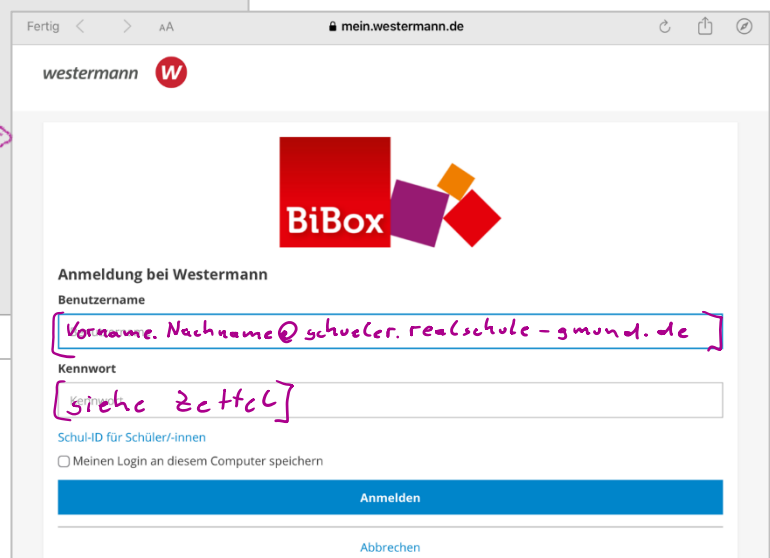 Fertig AA mein.westermann.de
westermann W
BiBox
Anmeldung bei Westermann
Benutzername
Vorname.Nachname@schueler.realschule-gmund.de
Kennwort
[siehe Zettel]
Schul-ID für Schüler/-innen
Meinen Login an diesem Computer speichern
Anmelden
Abbrechen